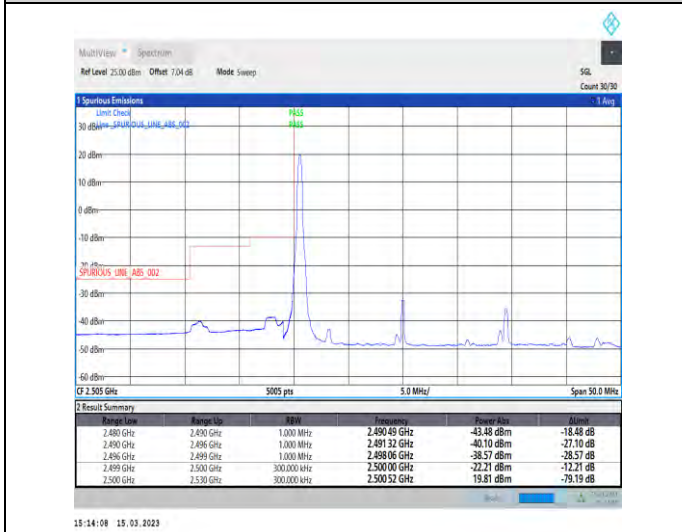 MultiView Spectrum
Ref Level 25.00 dBm Offset 7.04 dB Mode Sweep SGL
Count 30/30
1 Spurious Emissions 1 Avg
Limit Check PASS
30 dBm Line _SPURIOUS_LINE_ABS_002 PASS
20 dBm
10 dBm
0 dBm
-10 dBm
-20 dBm
SPURIOUS_LINE_ABS_002
-30 dBm
-40 dBm
-50 dBm
-60 dBm
CF 2.505 GHz 5005 pts 5.0 MHz/ Span 50.0 MHz
2 Result Summary
Range Low Range Up RBW Frequency Power Abs ΔLimit
2.480 GHz 2.490 GHz 1.000 MHz 2.490 49 GHz -43.48 dBm -18.48 dB
2.490 GHz 2.496 GHz 1.000 MHz 2.491 32 GHz -40.10 dBm -27.10 dB
2.496 GHz 2.499 GHz 1.000 MHz 2.498 06 GHz -38.57 dBm -28.57 dB
2.499 GHz 2.500 GHz 300.000 kHz 2.500 00 GHz -22.21 dBm -12.21 dB
2.500 GHz 2.530 GHz 300.000 kHz 2.500 52 GHz 19.81 dBm -79.19 dB
15:14:08 15.03.2023